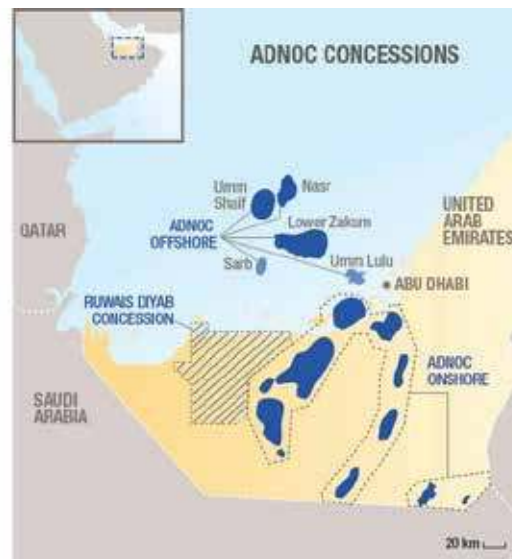 ADNOC CONCESSIONS
Umm
Shaif
Nasr
ADNOC
OFFSHORE
Lower Zakum
Sarb
Umm Lulu
QATAR
UNITED
ARAB
EMIRATES
ABU DHABI
RUWAIS DIYAB
CONCESSION
ADNOC
ONSHORE
SAUDI
ARABIA
20 km